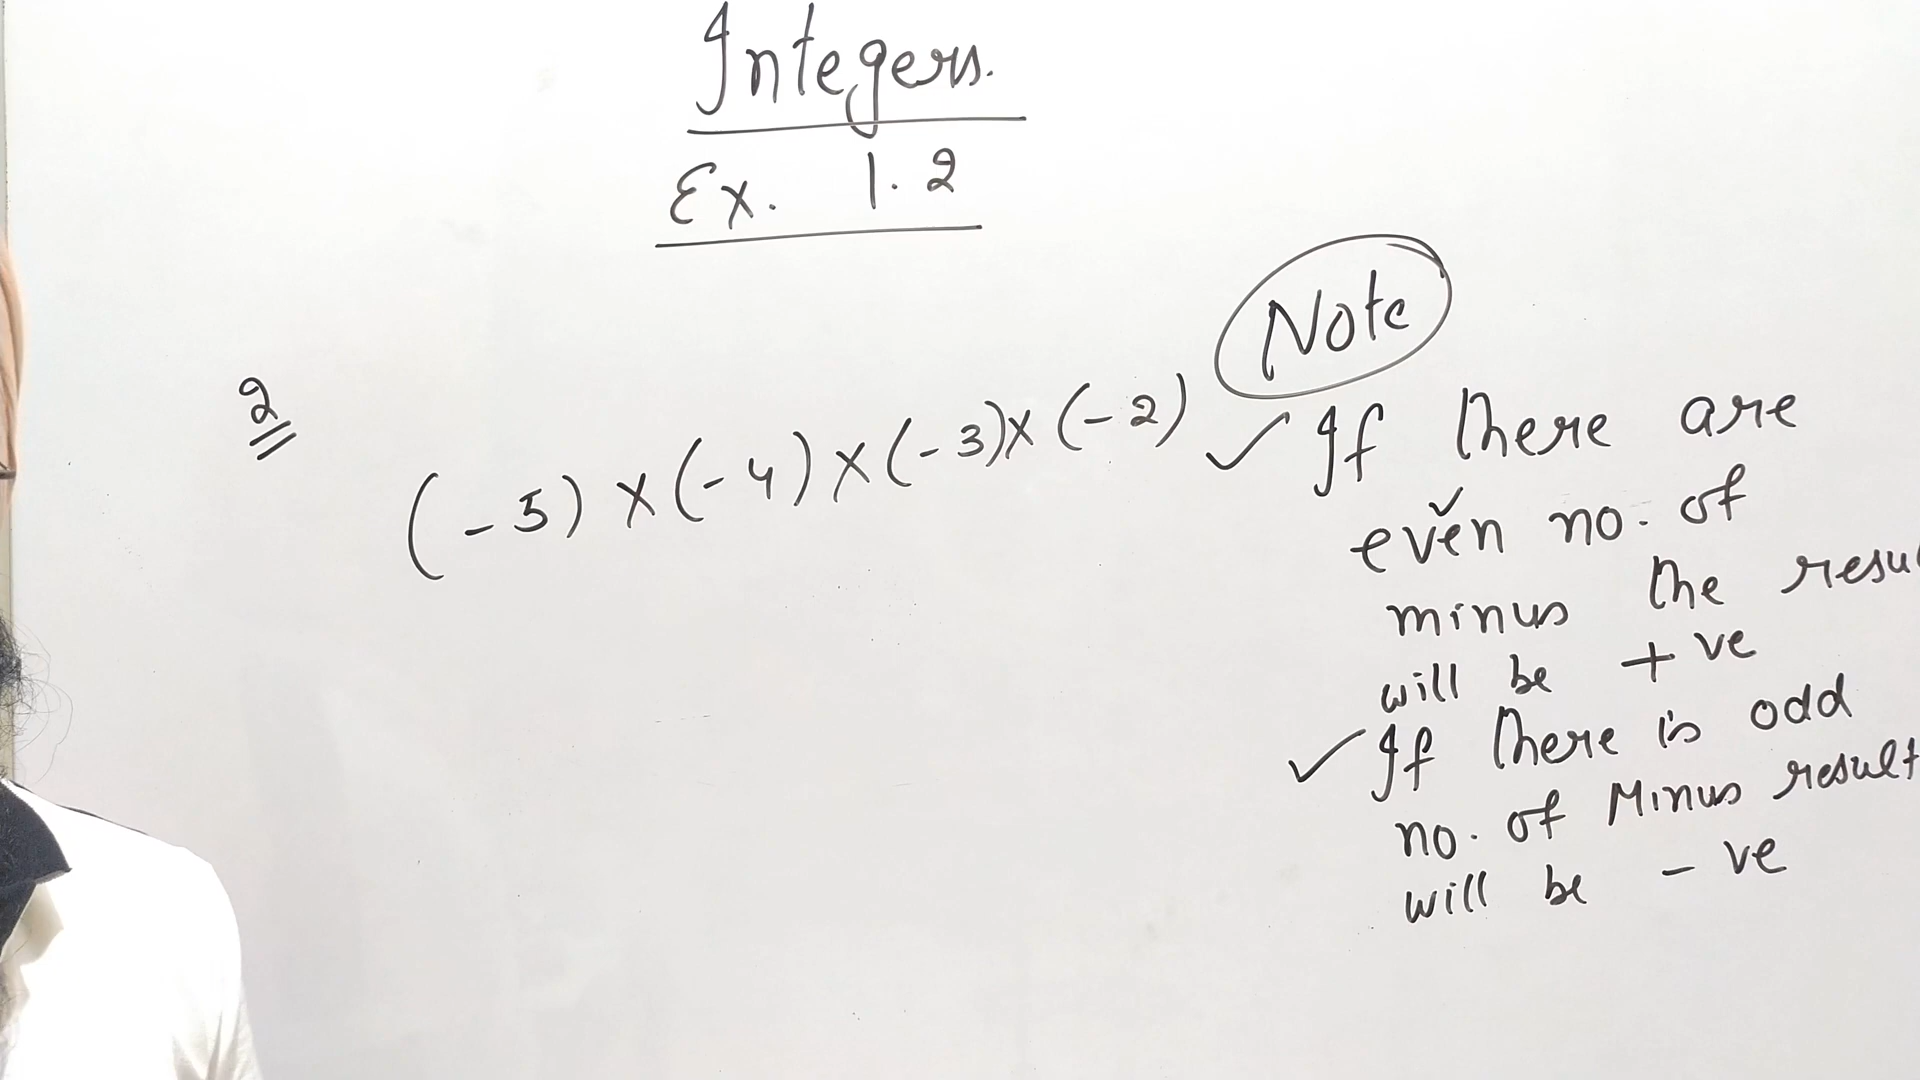 Integers.
Ex. 1.2
2
(-5) x (-4) x (-3) x (-2)
Note
✓ If there are
even no. of
minus the resul
will be +ve
✓ If there is odd
no. of Minus result
will be -ve